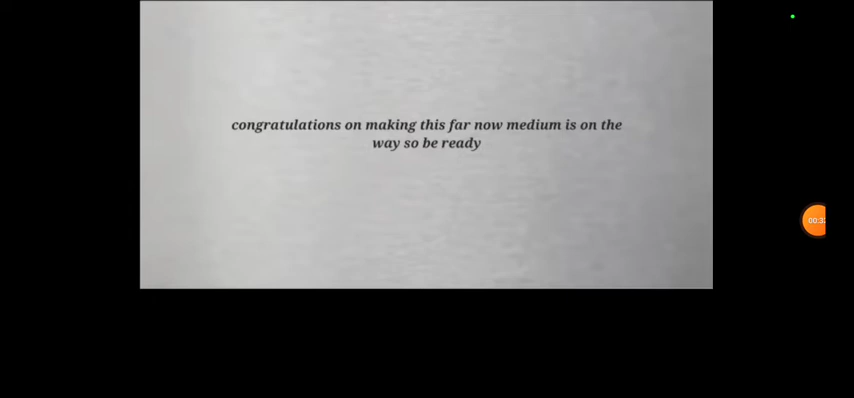 congratulations on making this far now medium is on the
way so be ready